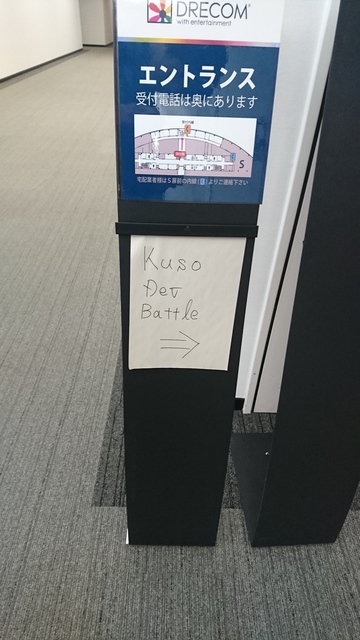 DRECOM®
with entertainment
エントランス
受付電話は奥にあります
S
Kuso
Dev
Battle
⇒